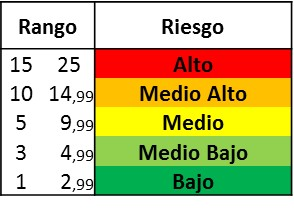 Rango Riesgo
15 25 Alto
10 14,99 Medio Alto
5 9,99 Medio
3 4,99 Medio Bajo
1 2,99 Bajo